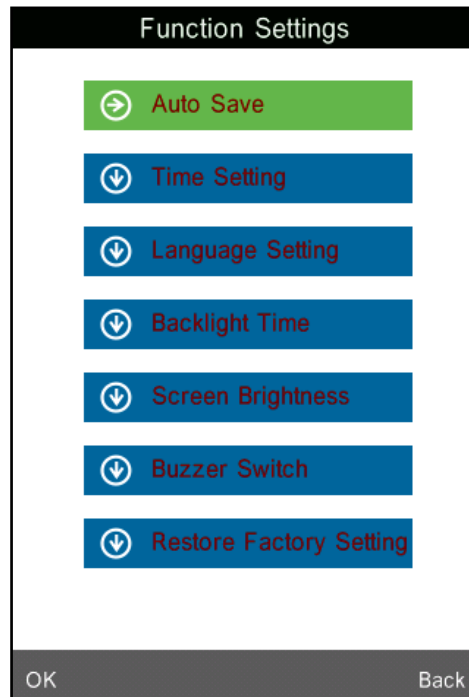 Function Settings
Auto Save
Time Setting
Language Setting
Backlight Time
Screen Brightness
Buzzer Switch
Restore Factory Setting
OK Back